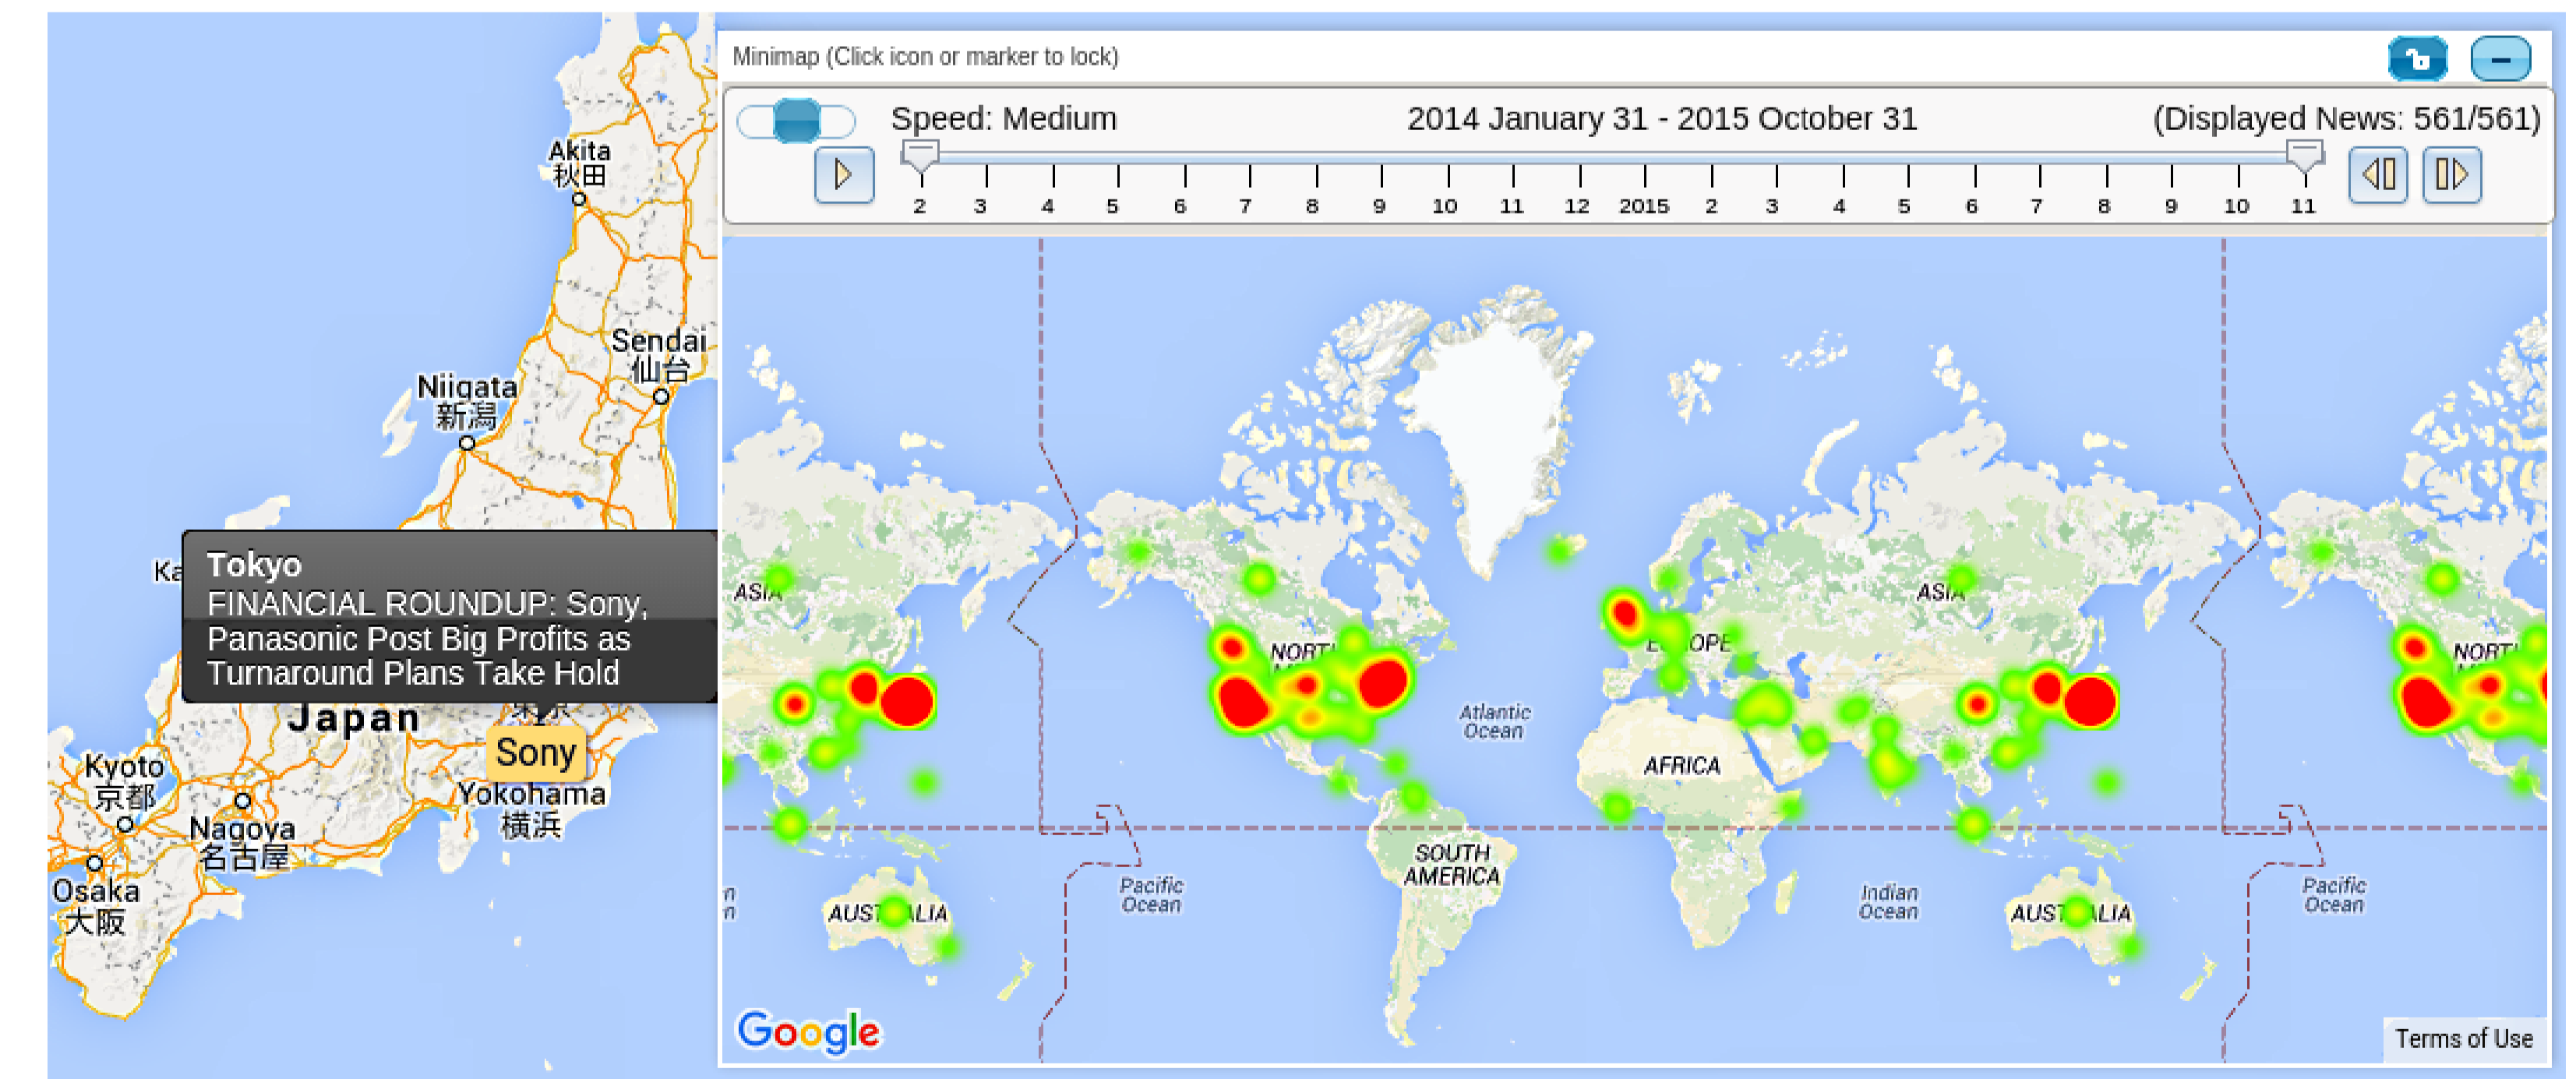 Minimap (Click icon or marker to lock)
Speed: Medium
2014 January 31 - 2015 October 31
(Displayed News: 561/561)
2 3 4 5 6 7 8 9 10 11 12 2015 2 3 4 5 6 7 8 9 10 11
Akita
秋田
Sendai
仙台
Niigata
新潟
Ka
Tokyo
FINANCIAL ROUNDUP: Sony,
Panasonic Post Big Profits as
Turnaround Plans Take Hold
Japan
Sony
Kyoto
京都
Yokohama
横浜
Nagoya
名古屋
Osaka
大阪
ASIA
ASIA
Atlantic
Ocean
AFRICA
SOUTH
AMERICA
Pacific
Ocean
Indian
Ocean
Pacific
Ocean
Google
Terms of Use